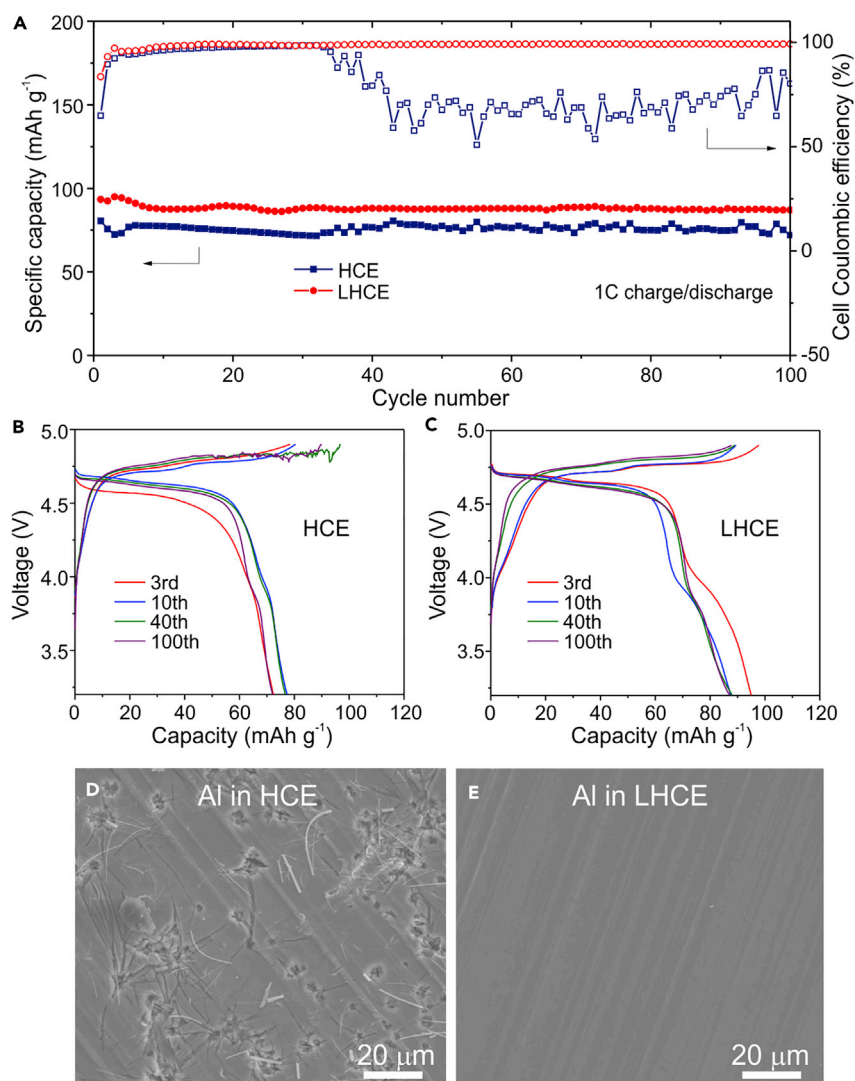 A
200
150
100
50
0
Specific capacity (mAh g⁻¹)
100
50
0
-50
Cell Coulombic efficiency (%)
HCE
LHCE
1C charge/discharge
0 20 40 60 80 100
Cycle number
B
5.0
4.5
4.0
3.5
Voltage (V)
HCE
3rd
10th
40th
100th
0 20 40 60 80 100 120
Capacity (mAh g⁻¹)
C
5.0
4.5
4.0
3.5
Voltage (V)
LHCE
3rd
10th
40th
100th
0 20 40 60 80 100 120
Capacity (mAh g⁻¹)
D
Al in HCE
20 μm
E
Al in LHCE
20 μm